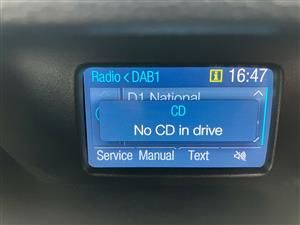 Radio < DAB1 i 16:47
D1 National
CD
No CD in drive
Service Manual Text